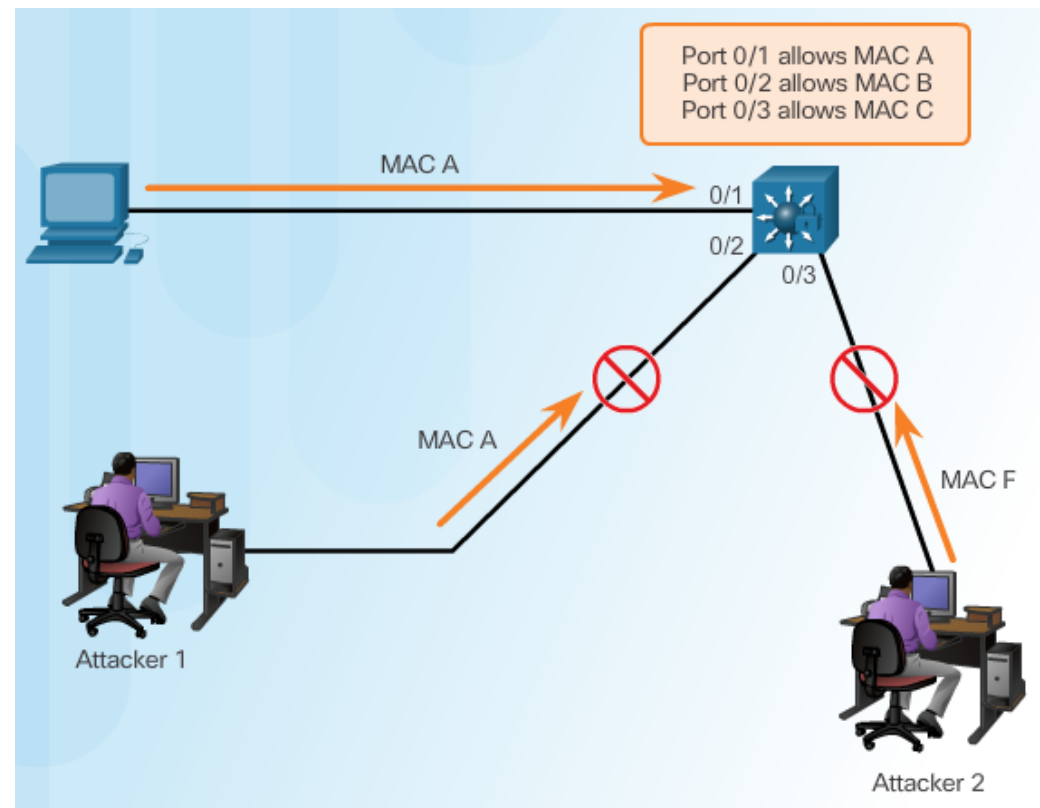 Port 0/1 allows MAC A
Port 0/2 allows MAC B
Port 0/3 allows MAC C
MAC A
0/1
0/2
0/3
MAC A
MAC F
Attacker 1
Attacker 2